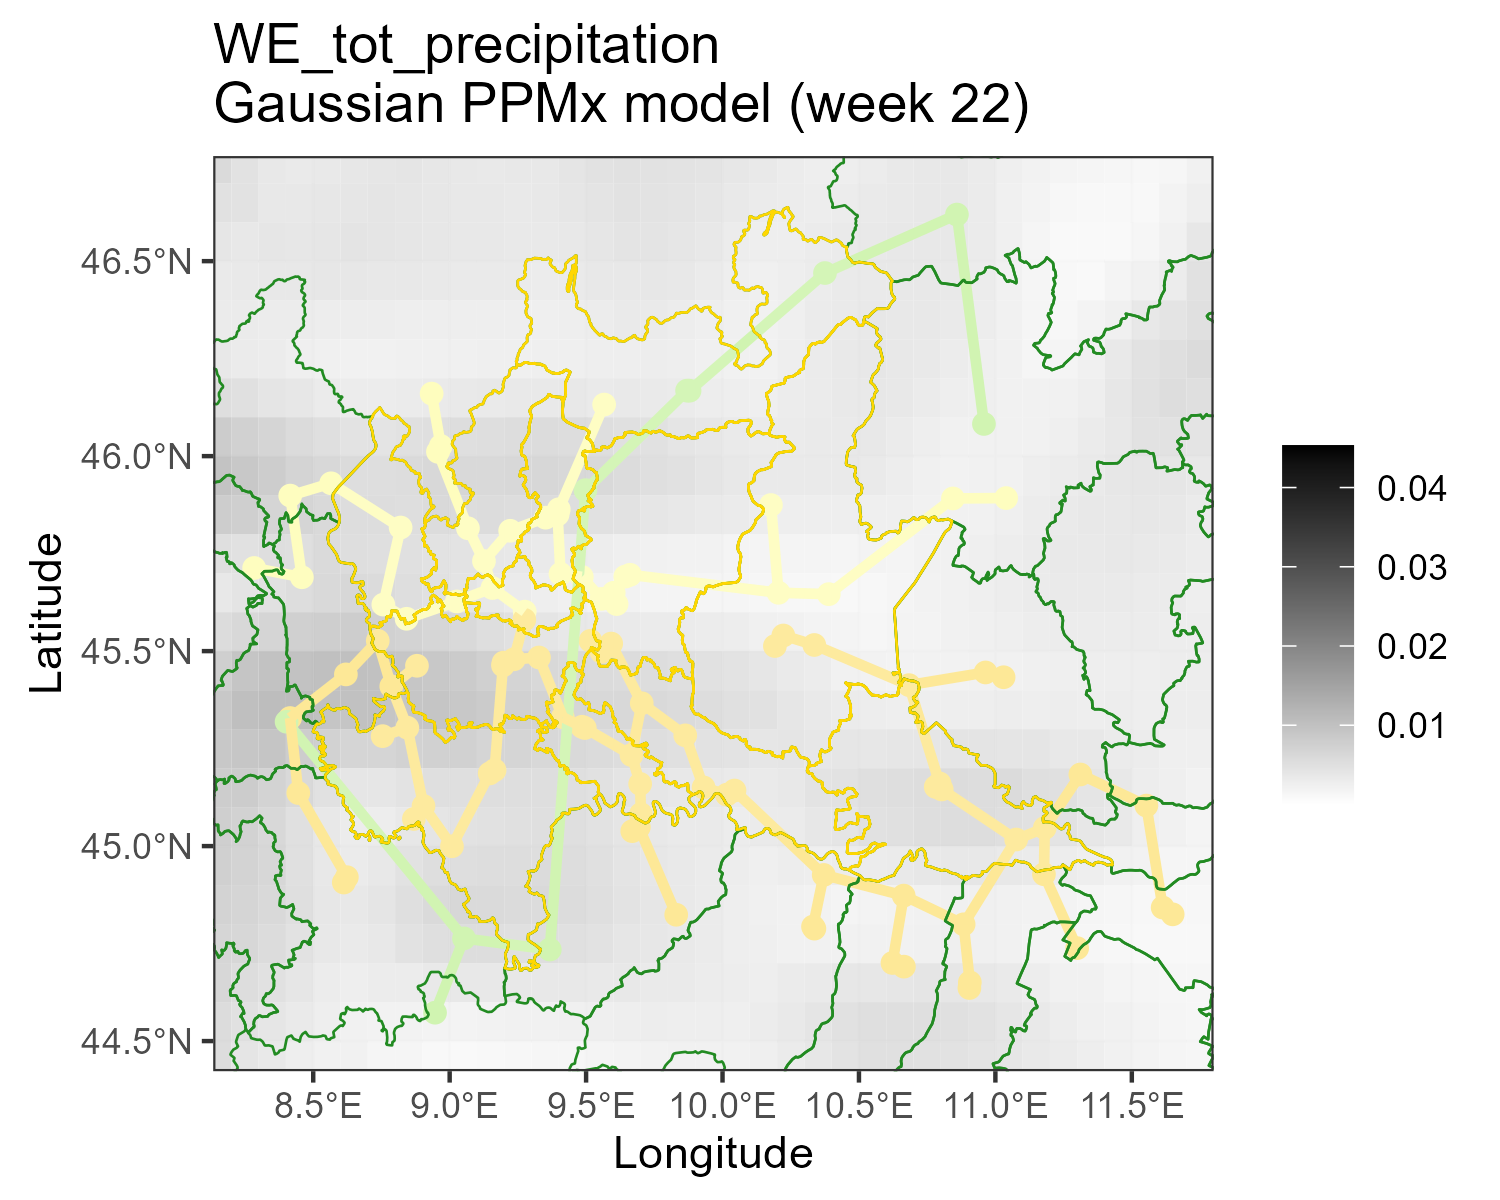 WE_tot_precipitation
Gaussian PPMx model (week 22)
46.5°N
46.0°N
45.5°N
45.0°N
44.5°N
Latitude
8.5°E 9.0°E 9.5°E 10.0°E 10.5°E 11.0°E 11.5°E
Longitude
0.04
0.03
0.02
0.01